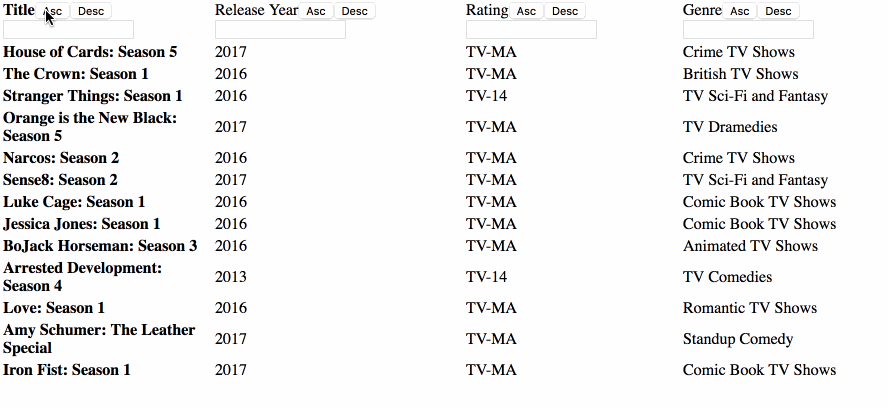 Title Asc Desc Release Year Asc Desc Rating Asc Desc Genre Asc Desc
House of Cards: Season 5 2017 TV-MA Crime TV Shows
The Crown: Season 1 2016 TV-MA British TV Shows
Stranger Things: Season 1 2016 TV-14 TV Sci-Fi and Fantasy
Orange is the New Black:
Season 5 2017 TV-MA TV Dramedies
Narcos: Season 2 2016 TV-MA Crime TV Shows
Sense8: Season 2 2017 TV-MA TV Sci-Fi and Fantasy
Luke Cage: Season 1 2016 TV-MA Comic Book TV Shows
Jessica Jones: Season 1 2016 TV-MA Comic Book TV Shows
BoJack Horseman: Season 3 2016 TV-MA Animated TV Shows
Arrested Development:
Season 4 2013 TV-14 TV Comedies
Love: Season 1 2016 TV-MA Romantic TV Shows
Amy Schumer: The Leather
Special 2017 TV-MA Standup Comedy
Iron Fist: Season 1 2017 TV-MA Comic Book TV Shows